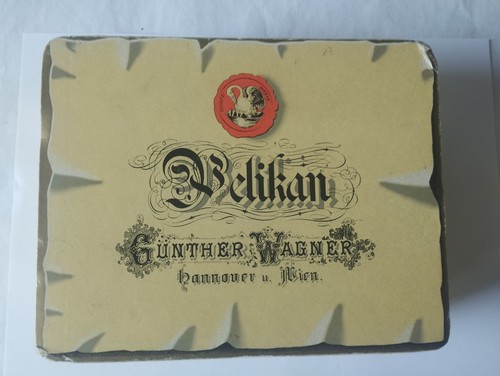 Pelikan
GÜNTHER WAGNER
Hannover u. Wien.